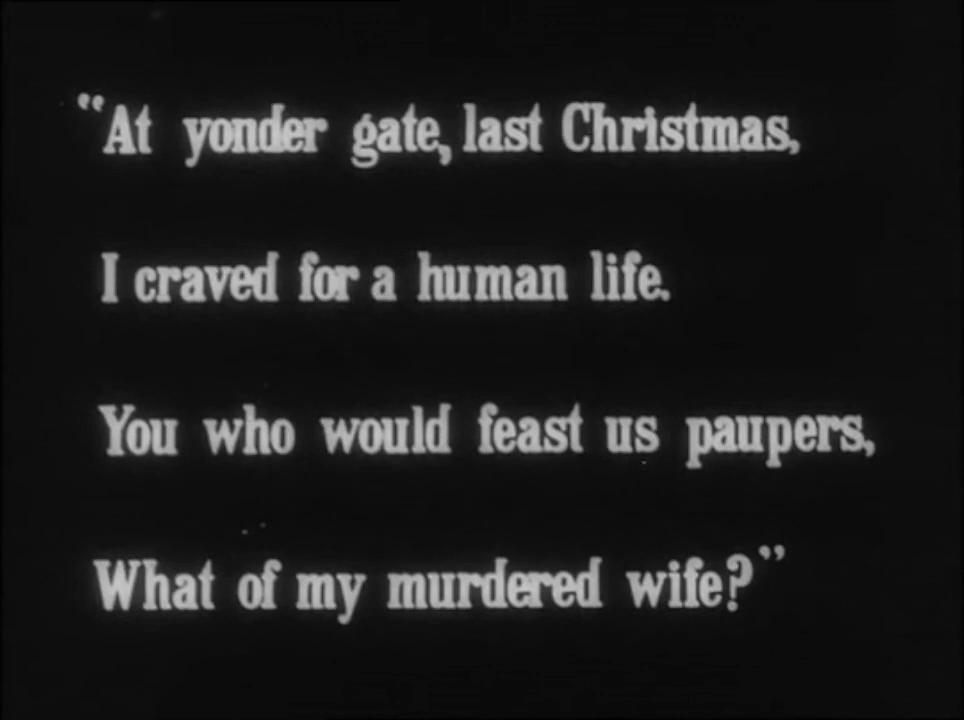 “At yonder gate, last Christmas,
I craved for a human life.
You who would feast us paupers,
What of my murdered wife?”